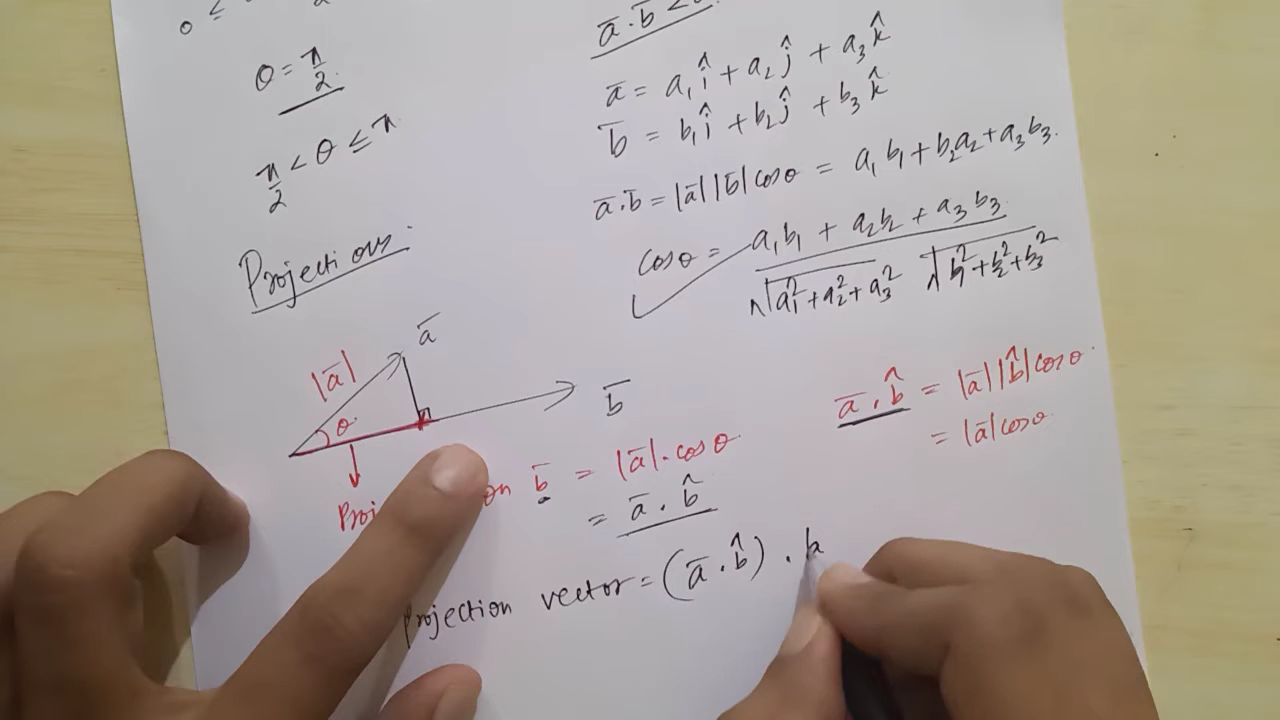 0 ≤
θ = π/2.
π/2 < θ ≤ π
a̅ . b̅ <
a̅ = a₁î + a₂ĵ + a₃k̂
b̅ = b₁î + b₂ĵ + b₃k̂
a̅ . b̅ = |a̅| |b̅| cosθ = a₁b₁ + b₂a₂ + a₃b₃.
cosθ = a₁b₁ + a₂b₂ + a₃b₃ / √a₁² + a₂² + a₃² √b₁² + b₂² + b₃²
Projections:
a̅
|a̅|
θ
b̅
a̅ . b̂ = |a̅| |b̂| cosθ
= |a̅| cosθ
on b̅ = |a̅| . cosθ
= a̅ . b̂
Projection vector = (a̅ . b̂) . b